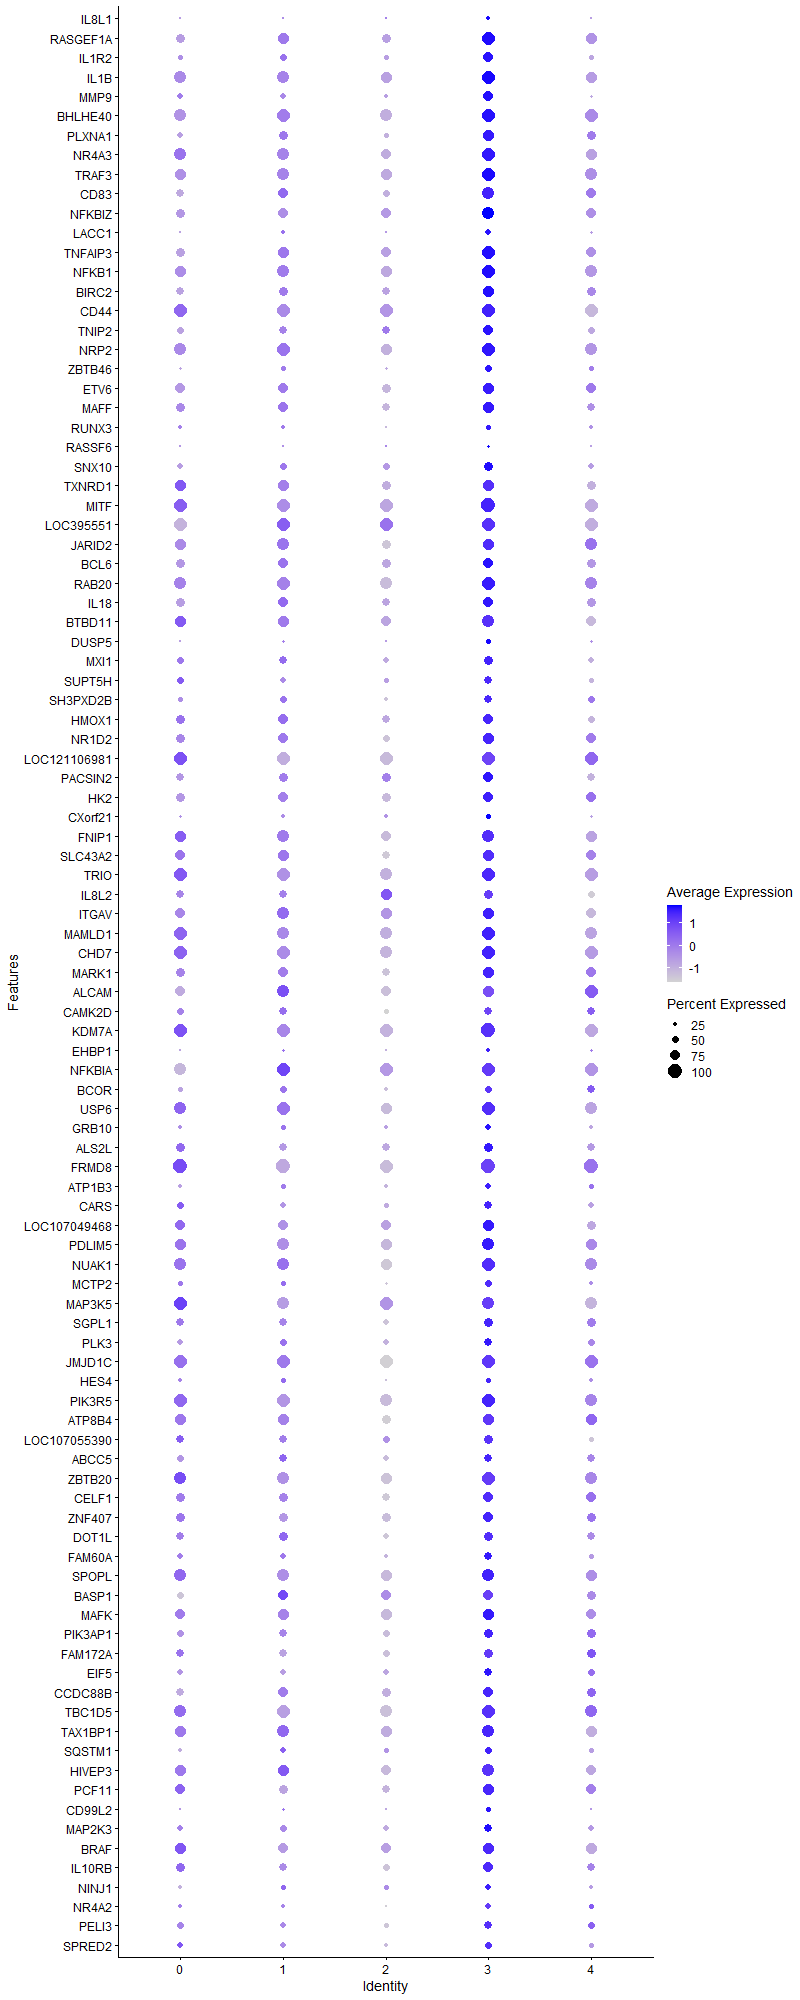 IL8L1
RASGEF1A
IL1R2
IL1B
MMP9
BHLHE40
PLXNA1
NR4A3
TRAF3
CD83
NFKBIZ
LACC1
TNFAIP3
NFKB1
BIRC2
CD44
TNIP2
NRP2
ZBTB46
ETV6
MAFF
RUNX3
RASSF6
SNX10
TXNRD1
MITF
LOC395551
JARID2
BCL6
RAB20
IL18
BTBD11
DUSP5
MXI1
SUPT5H
SH3PXD2B
HMOX1
NR1D2
LOC121106981
PACSIN2
HK2
CXorf21
FNIP1
SLC43A2
TRIO
IL8L2
ITGAV
MAMLD1
CHD7
MARK1
ALCAM
CAMK2D
KDM7A
EHBP1
NFKBIA
BCOR
USP6
GRB10
ALS2L
FRMD8
ATP1B3
CARS
LOC107049468
PDLIM5
NUAK1
MCTP2
MAP3K5
SGPL1
PLK3
JMJD1C
HES4
PIK3R5
ATP8B4
LOC107055390
ABCC5
ZBTB20
CELF1
ZNF407
DOT1L
FAM60A
SPOPL
BASP1
MAFK
PIK3AP1
FAM172A
EIF5
CCDC88B
TBC1D5
TAX1BP1
SQSTM1
HIVEP3
PCF11
CD99L2
MAP2K3
BRAF
IL10RB
NINJ1
NR4A2
PELI3
SPRED2
Features
0 1 2 3 4
Identity
Average Expression
1
0
-1
Percent Expressed
25
50
75
100